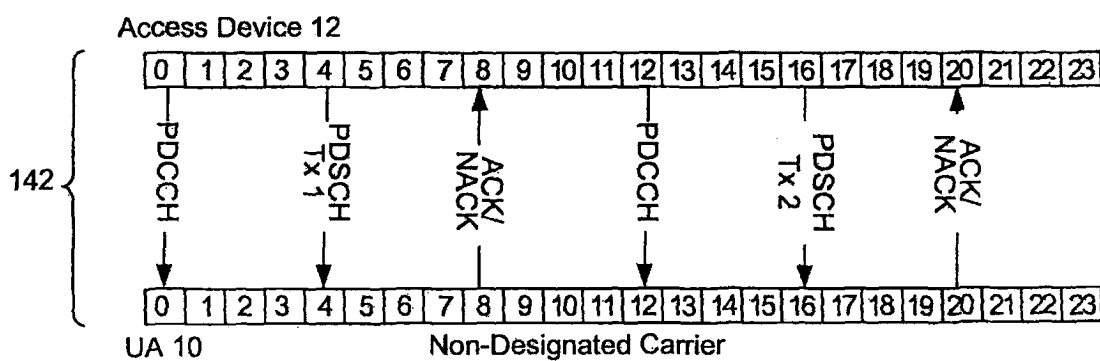 Access Device 12
0 1 2 3 4 5 6 7 8 9 10 11 12 13 14 15 16 17 18 19 20 21 22 23
142
PDCCH
PDSCH
Tx 1
ACK/
NACK
PDCCH
PDSCH
Tx 2
ACK/
NACK
0 1 2 3 4 5 6 7 8 9 10 11 12 13 14 15 16 17 18 19 20 21 22 23
UA 10
Non-Designated Carrier